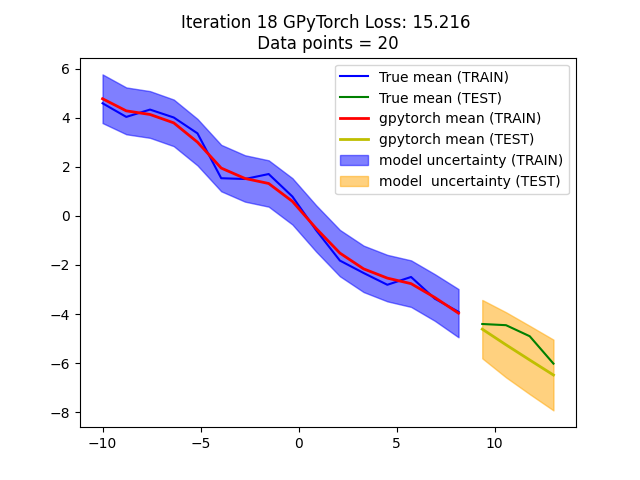 Iteration 18 GPyTorch Loss: 15.216
Data points = 20
6
4
2
0
−2
−4
−6
−8
−10
−5
0
5
10
True mean (TRAIN)
True mean (TEST)
gpytorch mean (TRAIN)
gpytorch mean (TEST)
model uncertainty (TRAIN)
model  uncertainty (TEST)